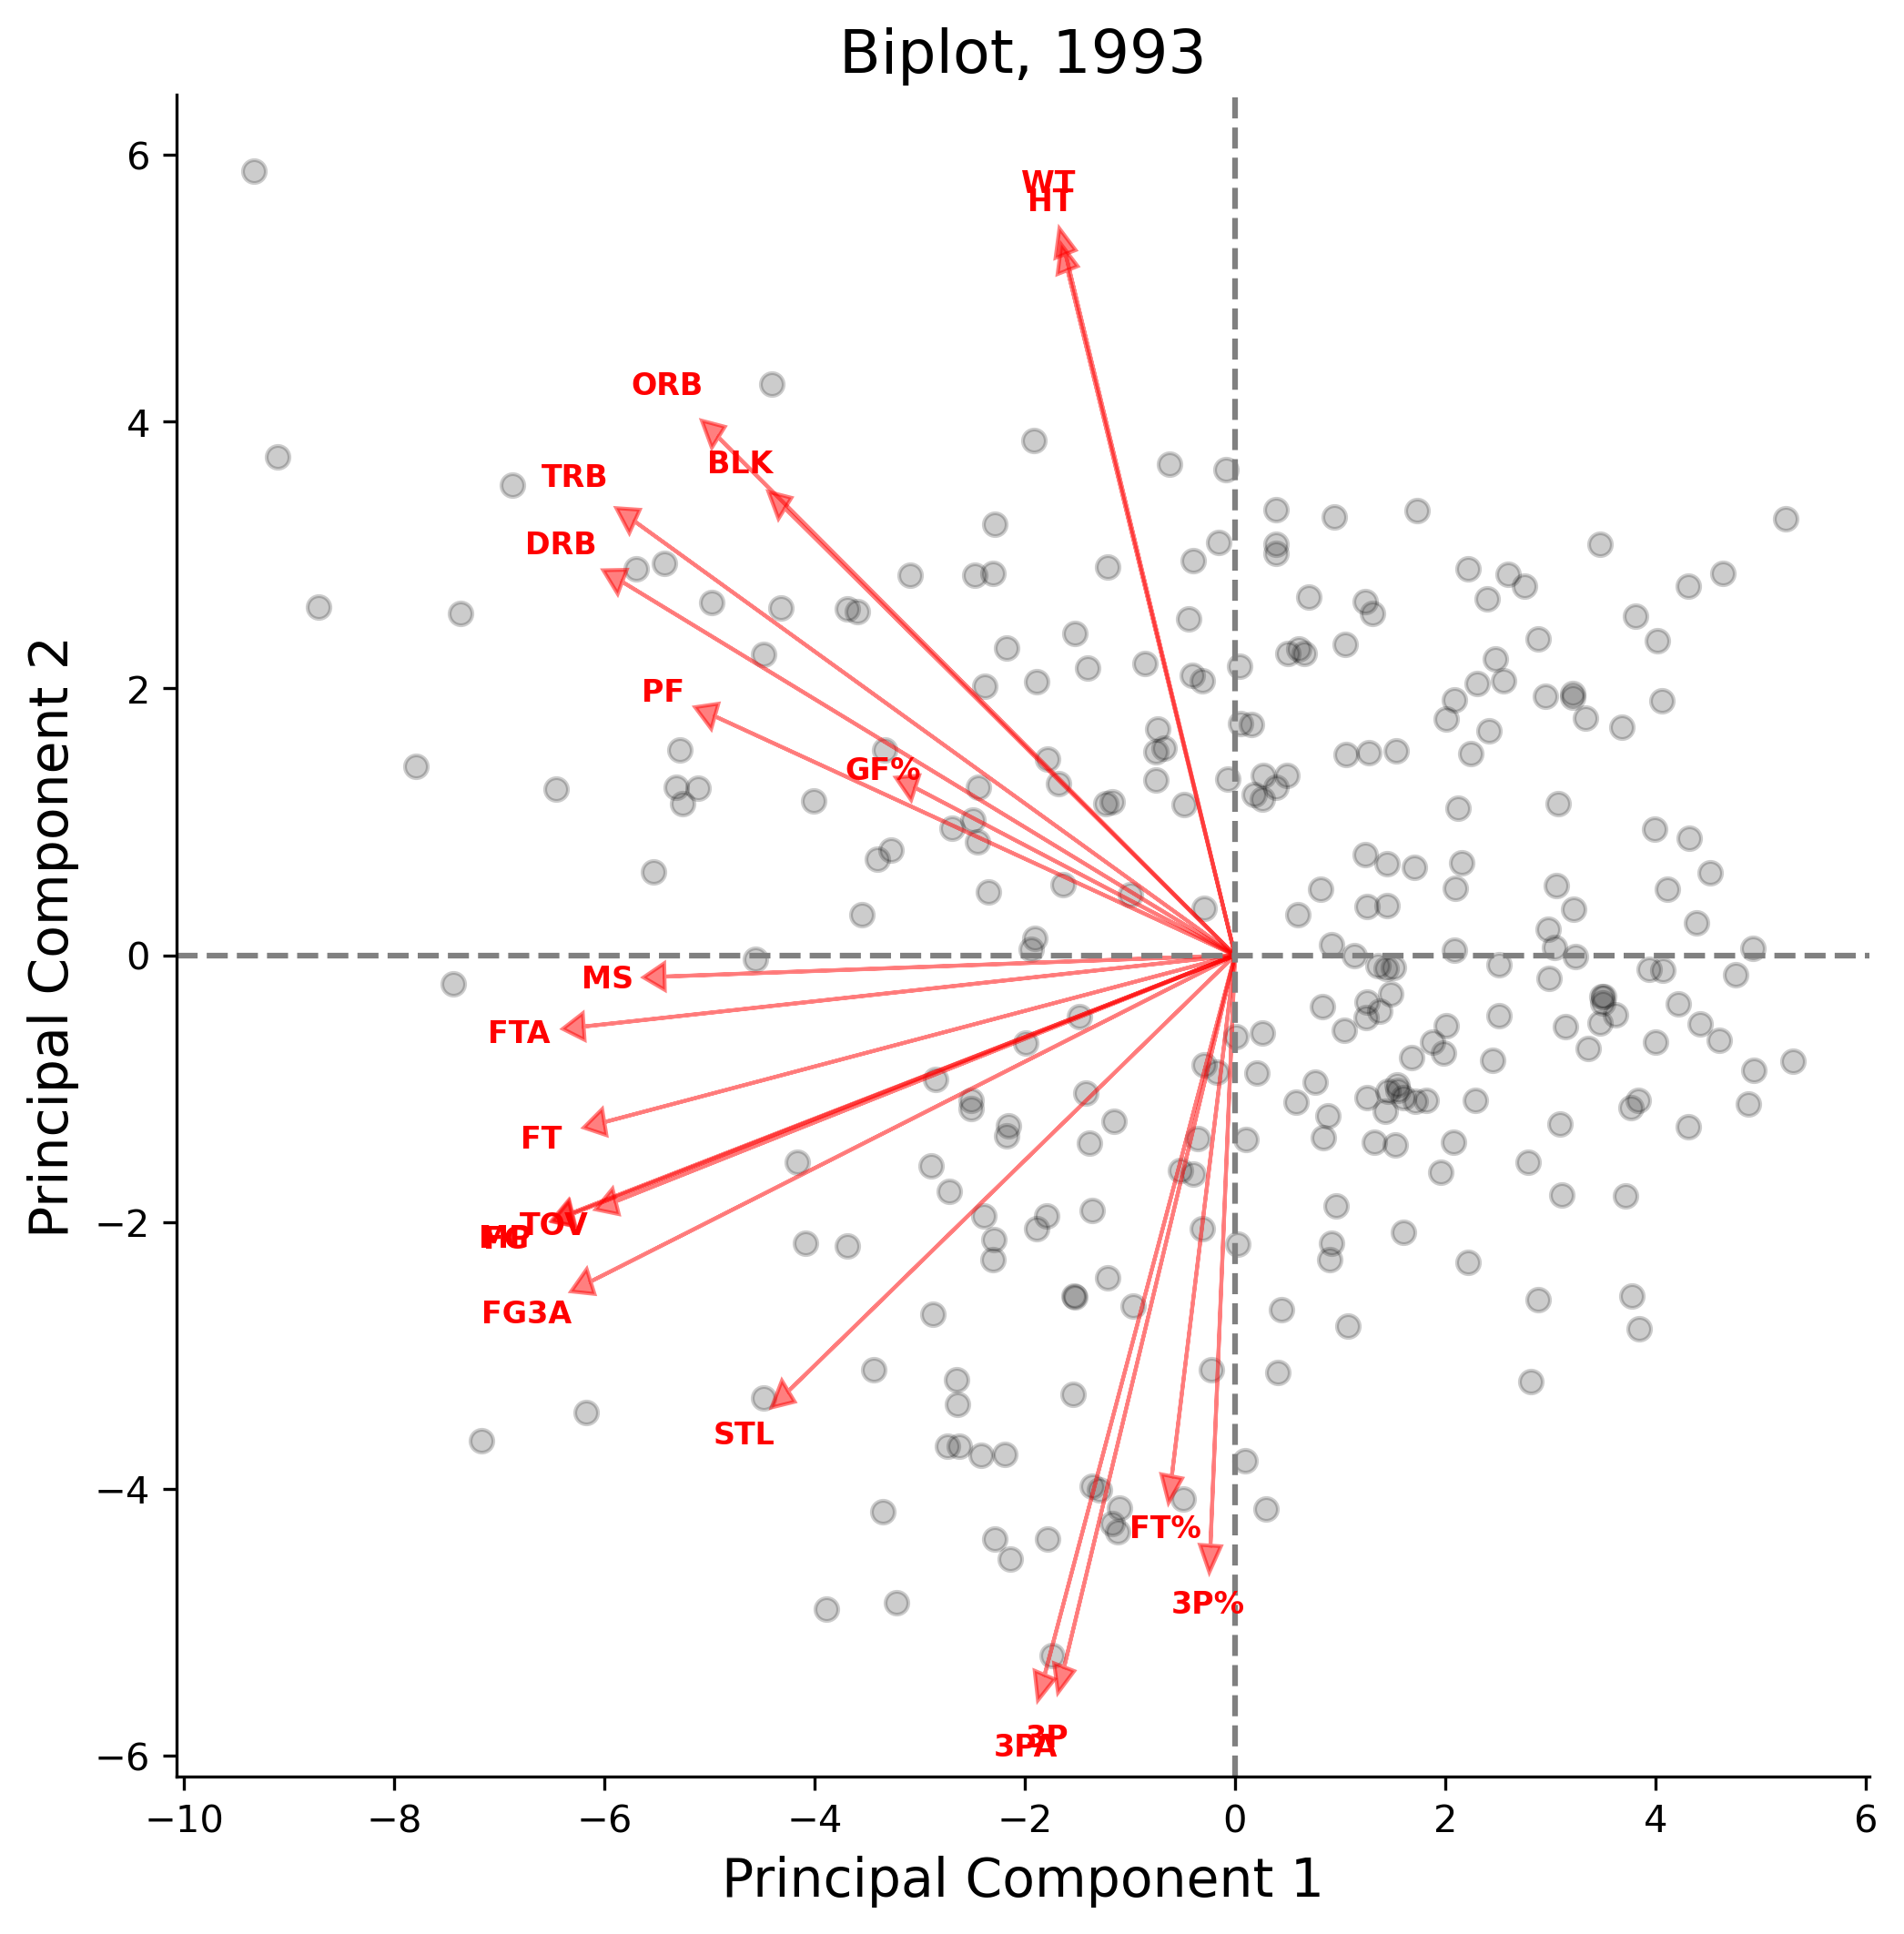 Biplot, 1993
WT
HT
ORB
BLK
TRB
DRB
PF
GF%
MS
FTA
FT
TOV
FG3A
STL
FT%
3P%
3P
3PA
6
4
2
0
−2
−4
−6
−10
−8
−6
−4
−2
0
2
4
6
Principal Component 1
Principal Component 2